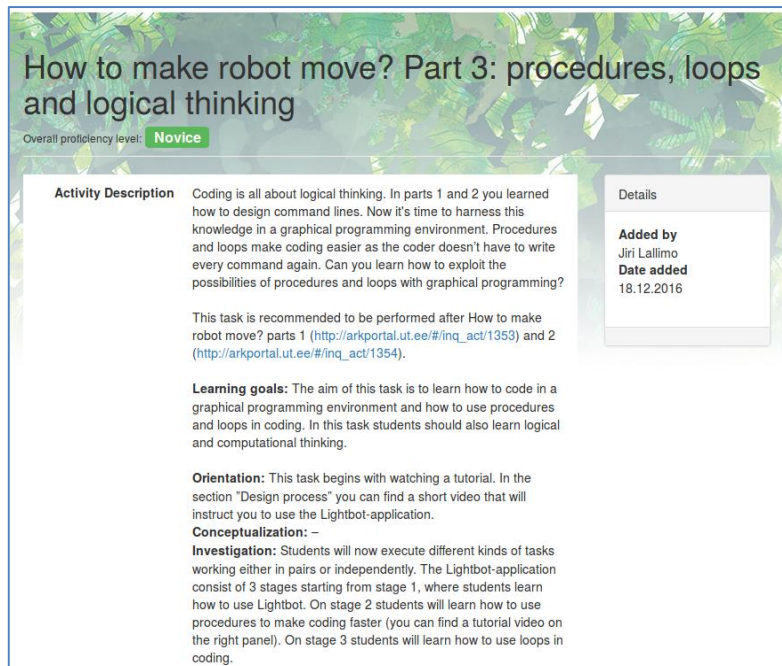 How to make robot move? Part 3: procedures, loops
and logical thinking
Overall proficiency level: Novice
Activity Description
Coding is all about logical thinking. In parts 1 and 2 you learned
how to design command lines. Now it's time to harness this
knowledge in a graphical programming environment. Procedures
and loops make coding easier as the coder doesn't have to write
every command again. Can you learn how to exploit the
possibilities of procedures and loops with graphical programming?
This task is recommended to be performed after How to make
robot move? parts 1 (http://arkportal.ut.ee/#/inq_act/1353) and 2
(http://arkportal.ut.ee/#/inq_act/1354).
Learning goals: The aim of this task is to learn how to code in a
graphical programming environment and how to use procedures
and loops in coding. In this task students should also learn logical
and computational thinking.
Orientation: This task begins with watching a tutorial. In the
section "Design process" you can find a short video that will
instruct you to use the Lightbot-application.
Conceptualization: –
Investigation: Students will now execute different kinds of tasks
working either in pairs or independently. The Lightbot-application
consist of 3 stages starting from stage 1, where students learn
how to use Lightbot. On stage 2 students will learn how to use
procedures to make coding faster (you can find a tutorial video on
the right panel). On stage 3 students will learn how to use loops in
coding.
Details
Added by
Jiri Lallimo
Date added
18.12.2016